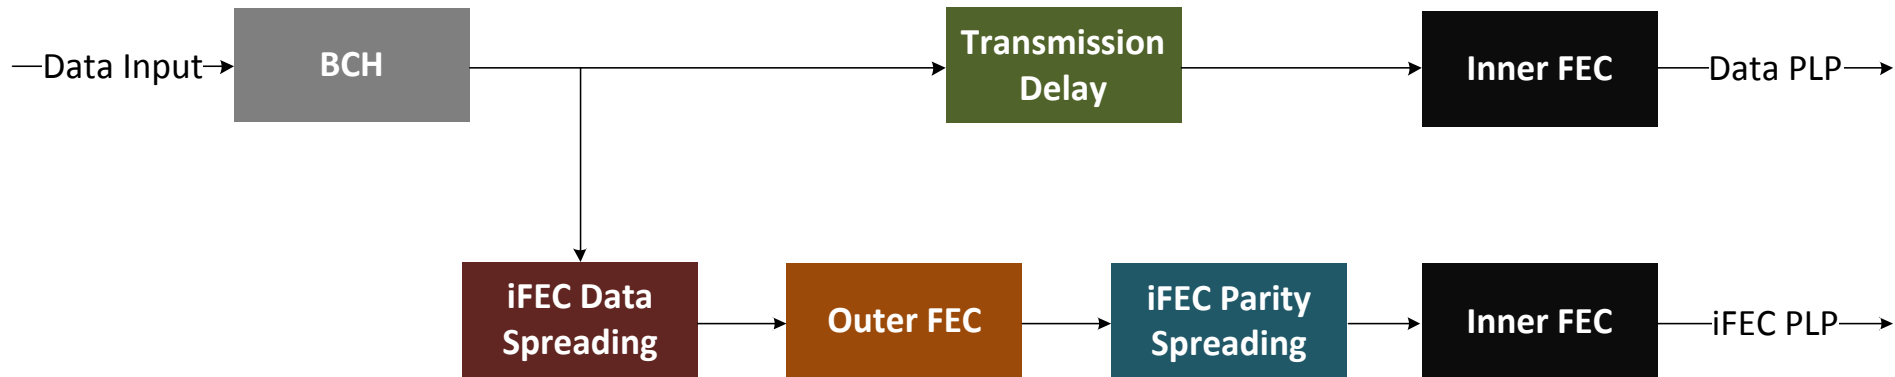 Data Input
BCH
Transmission
Delay
Inner FEC
Data PLP
iFEC Data
Spreading
Outer FEC
iFEC Parity
Spreading
Inner FEC
iFEC PLP